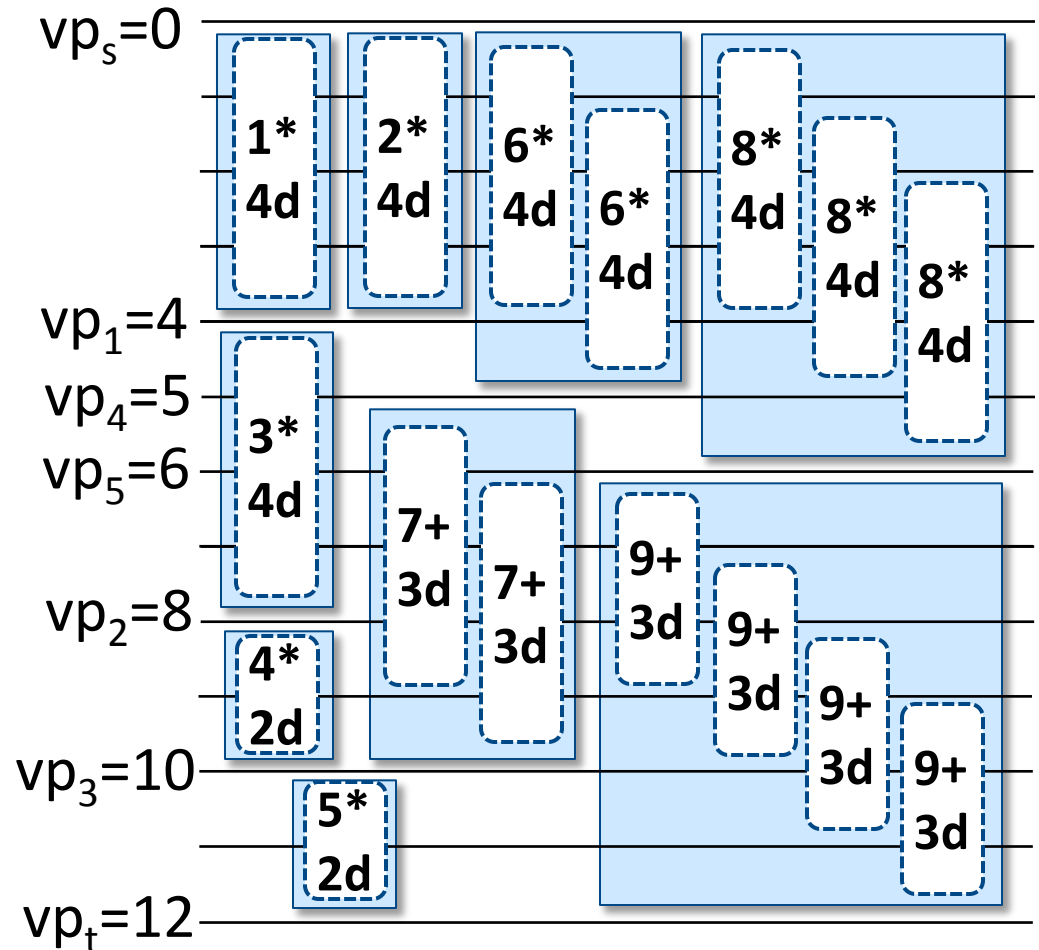 vps=0
1*
4d
2*
4d
6*
4d
6*
4d
8*
4d
8*
4d
8*
4d
vp1=4
vp4=5
3*
4d
vp5=6
7+
3d
7+
3d
9+
3d
9+
3d
9+
3d
9+
3d
vp2=8
4*
2d
vp3=10
5*
2d
vpt=12